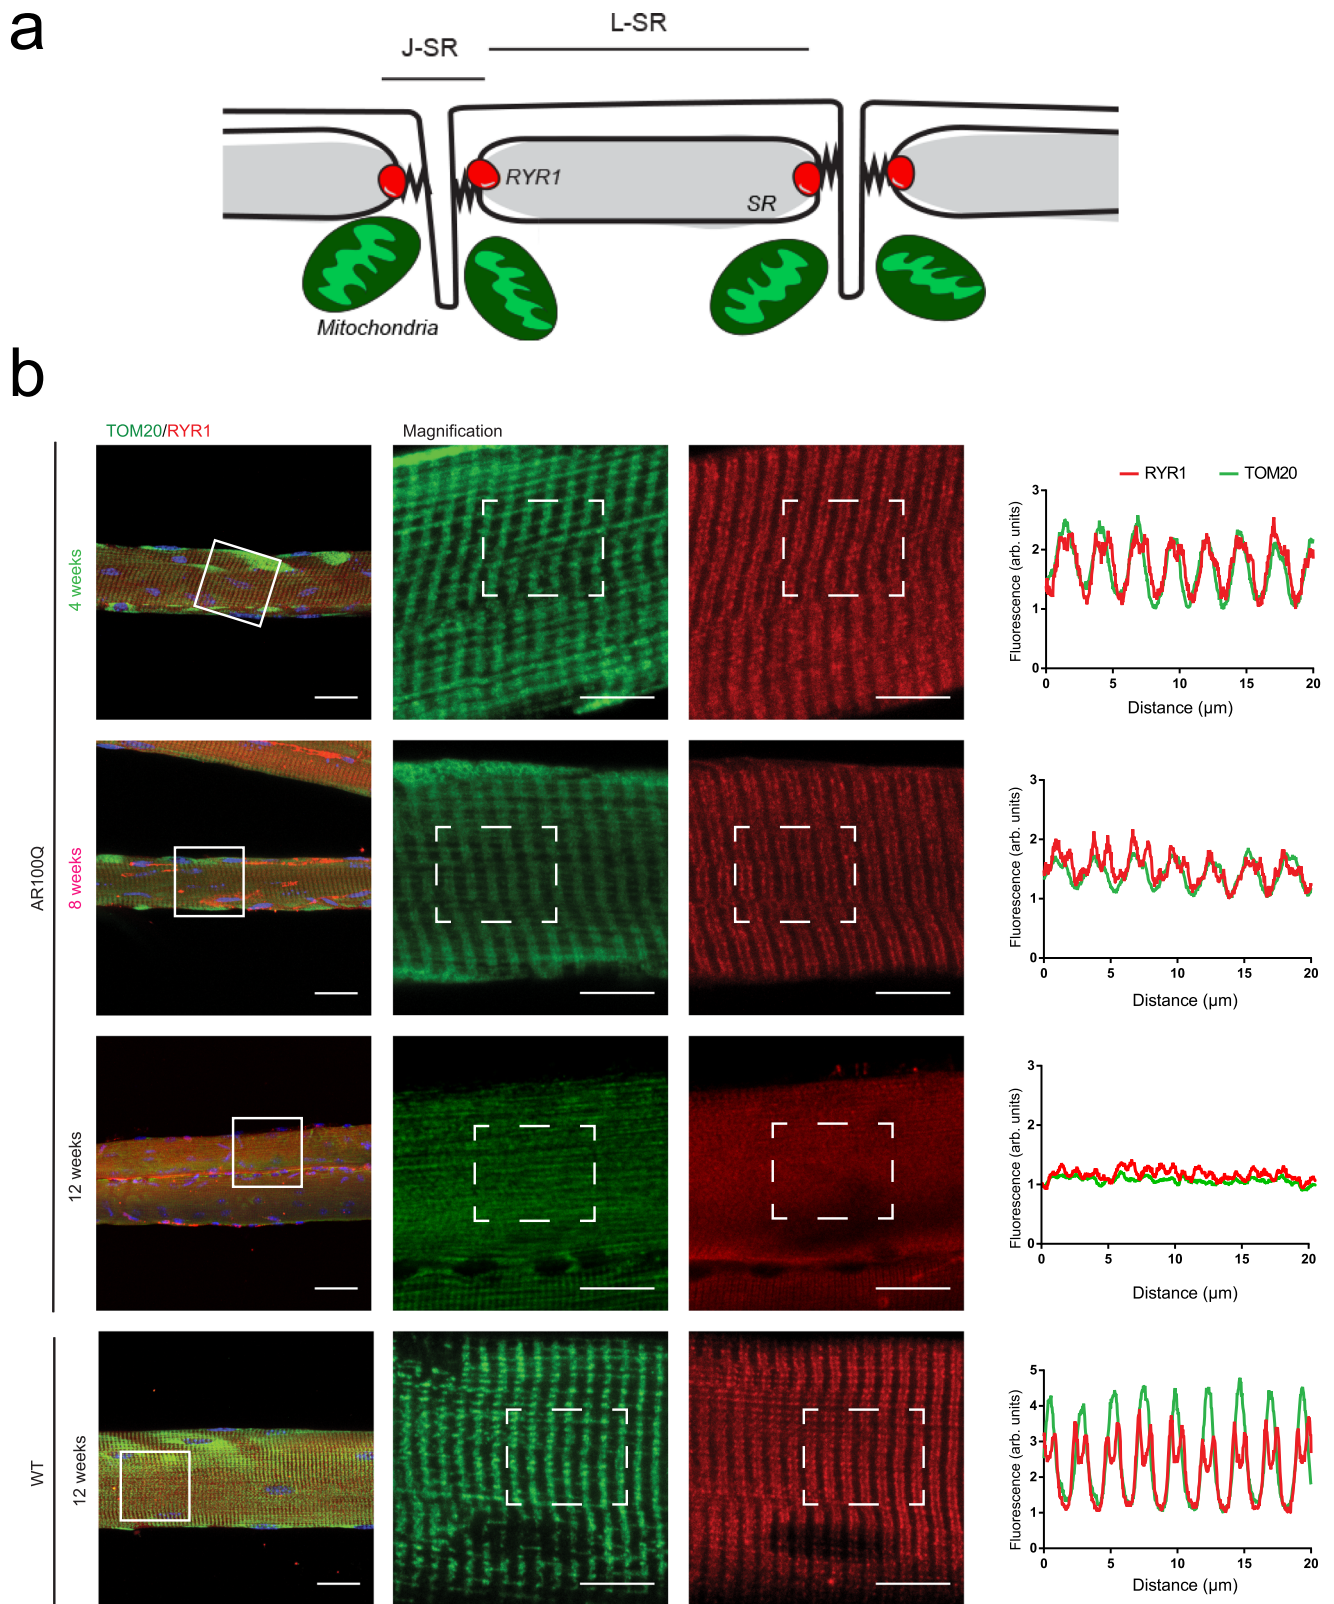 a
L-SR
J-SR
RYR1
SR
Mitochondria
b
TOM20/RYR1
Magnification
RYR1
TOM20
AR100Q
4 weeks
Fluorescence (arb. units)
3
2
1
0
0 5 10 15 20
Distance (µm)
8 weeks
Fluorescence (arb. units)
3
2
1
0
0 5 10 15 20
Distance (µm)
12 weeks
Fluorescence (arb. units)
3
2
1
0
0 5 10 15 20
Distance (µm)
WT
12 weeks
Fluorescence (arb. units)
5
4
3
2
1
0
0 5 10 15 20
Distance (µm)